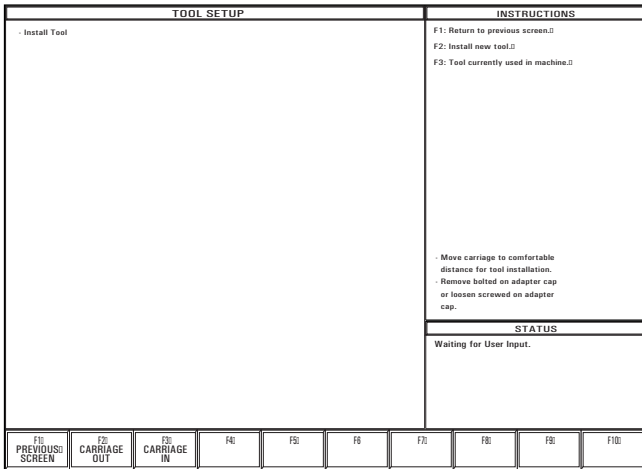 TOOL SETUP
- Install Tool
INSTRUCTIONS
F1: Return to previous screen.
F2: Install new tool.
F3: Tool currently used in machine.
- Move carriage to comfortable
distance for tool installation.
- Remove bolted on adapter cap
or loosen screwed on adapter
cap.
STATUS
Waiting for User Input.
F1
PREVIOUS
SCREEN
F2
CARRIAGE
OUT
F3
CARRIAGE
IN
F4
F5
F6
F7
F8
F9
F10